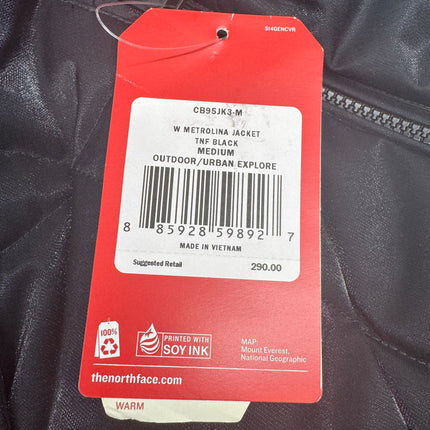 S14GENCVR
CB95JK3-M
W METROLINA JACKET
TNF BLACK
MEDIUM
OUTDOOR/URBAN EXPLORE
8 85928 59892 7
MADE IN VIETNAM
Suggested Retail 290.00
100%
PRINTED WITH
SOY INK
MAP:
Mount Everest,
National Geographic
thenorthface.com
WARM